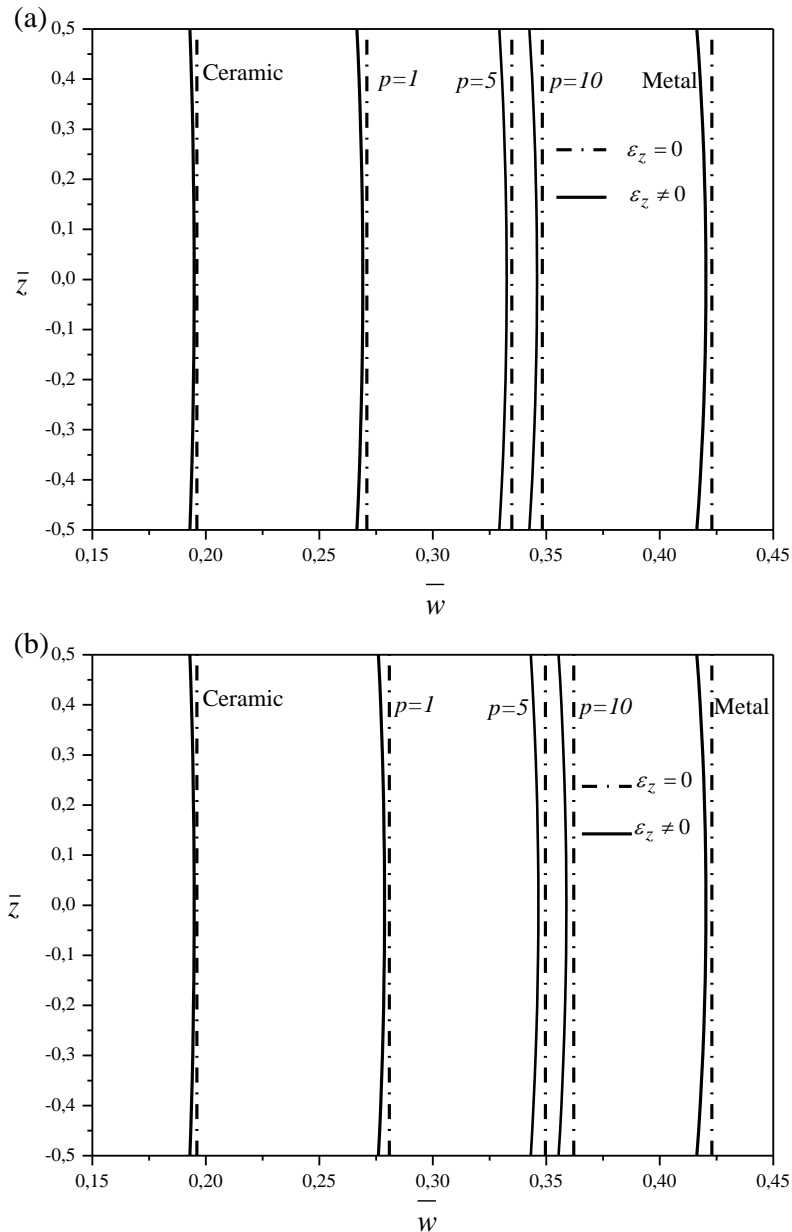 (a)
0,5
0,4
0,3
0,2
0,1
0,0
-0,1
-0,2
-0,3
-0,4
-0,5
z̄
Ceramic
p=1
p=5
p=10
Metal
ε_z = 0
ε_z ≠ 0
0,15 0,20 0,25 0,30 0,35 0,40 0,45
w̄
(b)
0,5
0,4
0,3
0,2
0,1
0,0
-0,1
-0,2
-0,3
-0,4
-0,5
z̄
Ceramic
p=1
p=5
p=10
Metal
ε_z = 0
ε_z ≠ 0
0,15 0,20 0,25 0,30 0,35 0,40 0,45
w̄